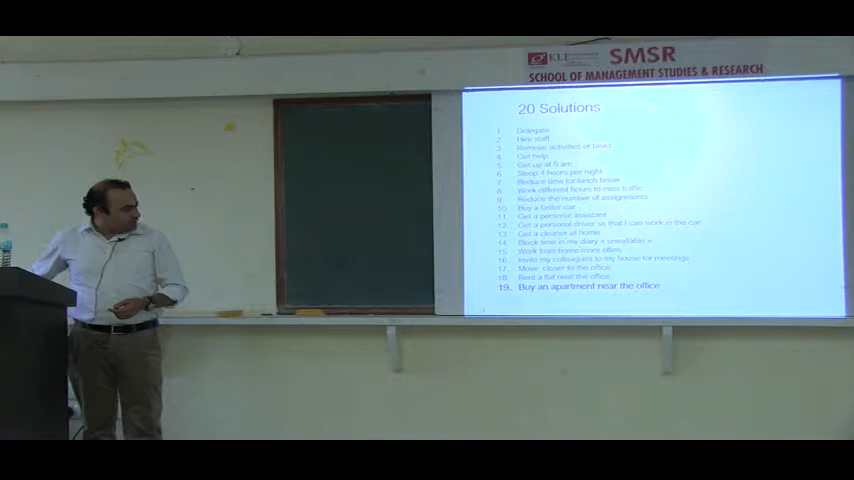 KLE
SMSR
SCHOOL OF MANAGEMENT STUDIES & RESEARCH
20 Solutions
1. Delegate
2. Hire staff
3. Remove activities or tasks
4. Get help
5. Get up at 5 am
6. Sleep 4 hours per night
7. Reduce time for lunch break
8. Work different hours to miss traffic
9. Reduce the number of assignments
10. Buy a faster car
11. Get a personal assistant
12. Get a personal driver so that I can work in the car
13. Get a cleaner at home
14. Block time in my diary « unavailable »
15. Work from home more often
16. Invite my colleagues to my house for meetings
17. Move closer to the office
18. Rent a flat near the office
19. Buy an apartment near the office